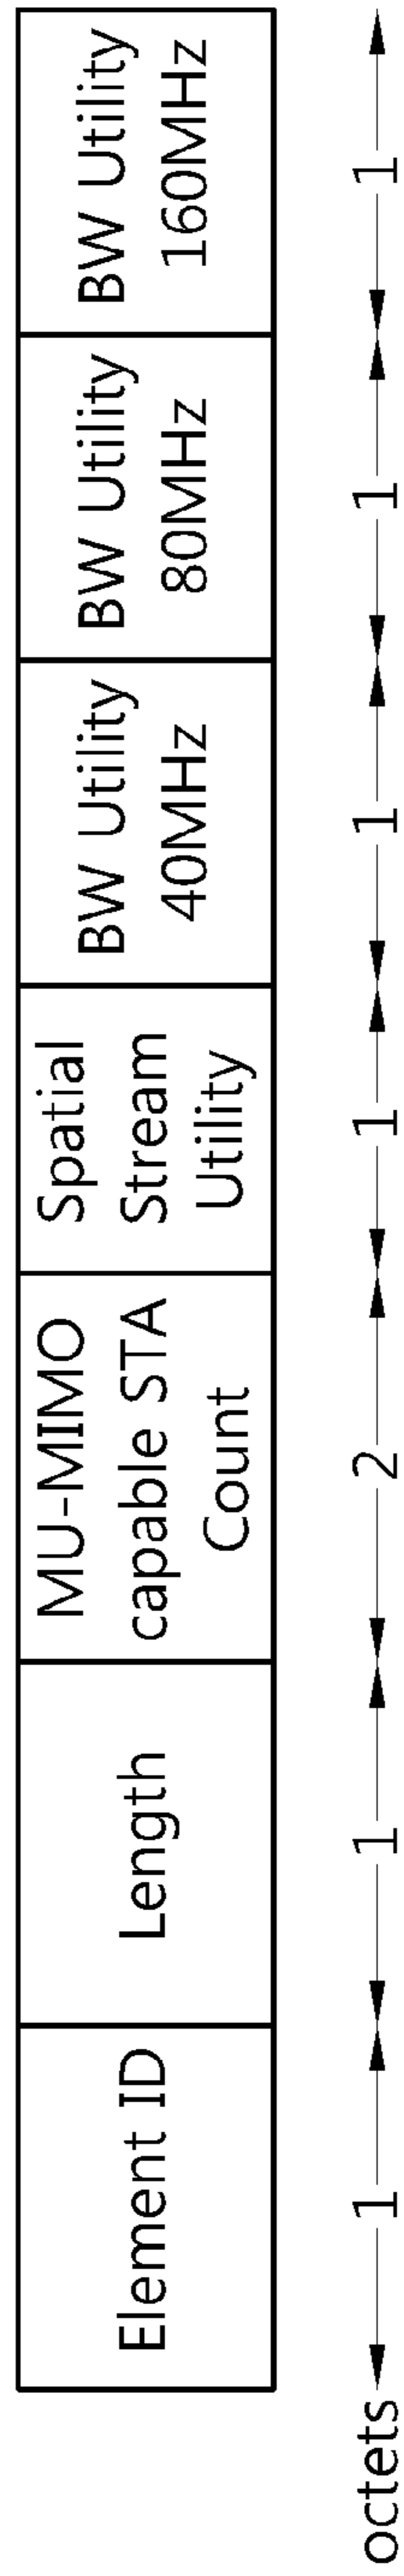 Element ID
Length
MU-MIMO
capable STA
Count
Spatial
Stream
Utility
BW Utility
40MHz
BW Utility
80MHz
BW Utility
160MHz
octets
1
1
2
1
1
1
1